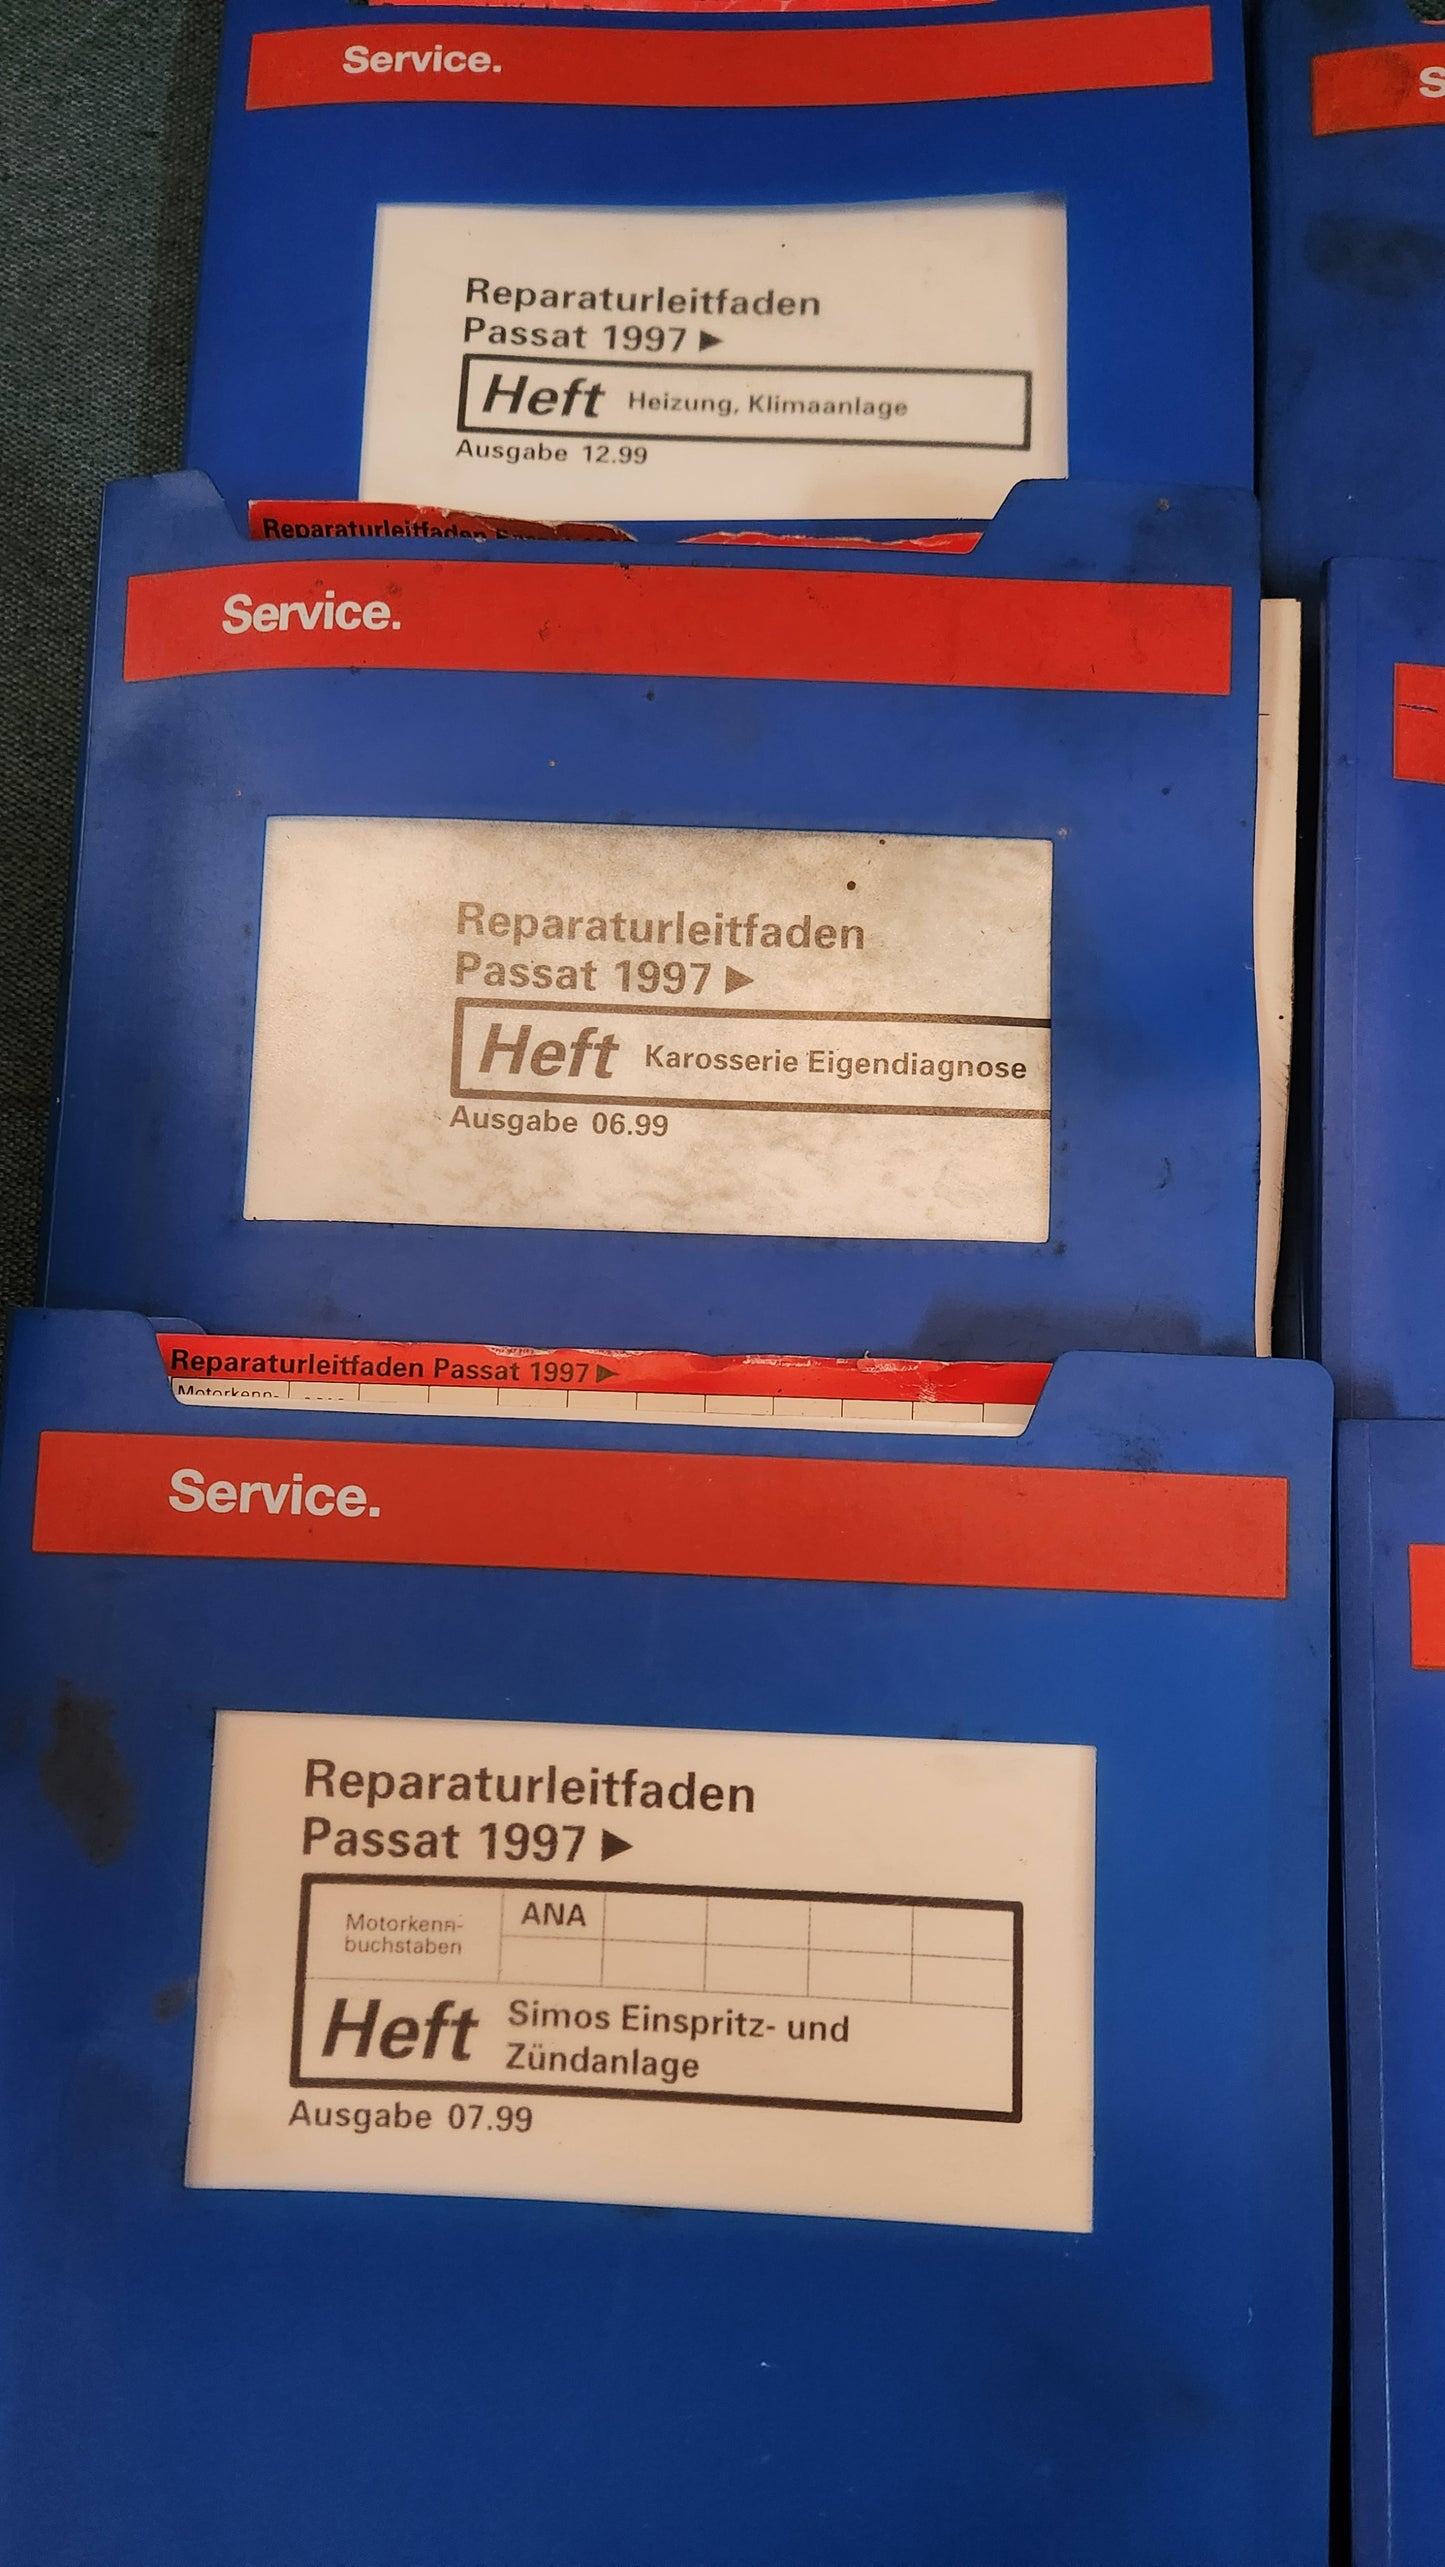 Service.
Reparaturleitfaden
Passat 1997 ▶
Heft Heizung, Klimaanlage
Ausgabe 12.99
Reparaturleitfaden
Service.
Reparaturleitfaden
Passat 1997 ▶
Heft Karosserie Eigendiagnose
Ausgabe 06.99
Reparaturleitfaden Passat 1997 ▶
Motorkenn-
Service.
Reparaturleitfaden
Passat 1997 ▶
Motorkenn-
buchstaben
ANA
Heft Simos Einspritz- und
Zündanlage
Ausgabe 07.99